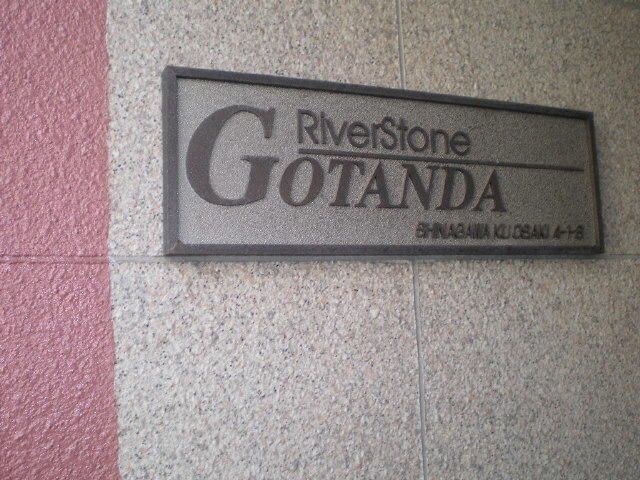 RiverStone
GOTANDA
SHINAGAWA KU OSAKI 4-1-8